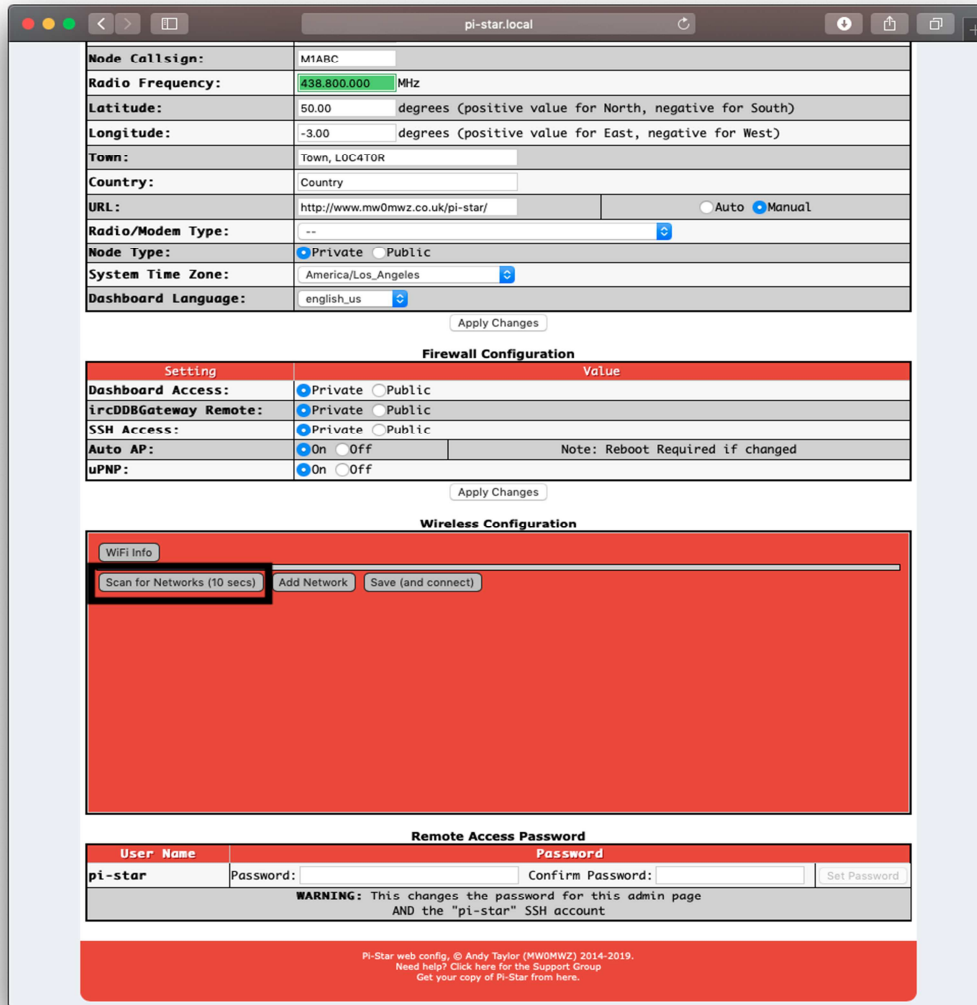 pi-star.local
Node Callsign: M1ABC
Radio Frequency: 438.800.000 MHz
Latitude: 50.00 degrees (positive value for North, negative for South)
Longitude: -3.00 degrees (positive value for East, negative for West)
Town: Town, L0C4T0R
Country: Country
URL: http://www.mw0mwz.co.uk/pi-star/ Auto Manual
Radio/Modem Type: --
Node Type: Private Public
System Time Zone: America/Los_Angeles
Dashboard Language: english_us
Apply Changes
Firewall Configuration
Setting Value
Dashboard Access: Private Public
ircDDBGateway Remote: Private Public
SSH Access: Private Public
Auto AP: On Off Note: Reboot Required if changed
uPNP: On Off
Apply Changes
Wireless Configuration
WiFi Info
Scan for Networks (10 secs) Add Network Save (and connect)
Remote Access Password
User Name Password
pi-star Password: Confirm Password: Set Password
WARNING: This changes the password for this admin page
AND the "pi-star" SSH account
Pi-Star web config, © Andy Taylor (MW0MWZ) 2014-2019.
Need help? Click here for the Support Group
Get your copy of Pi-Star from here.